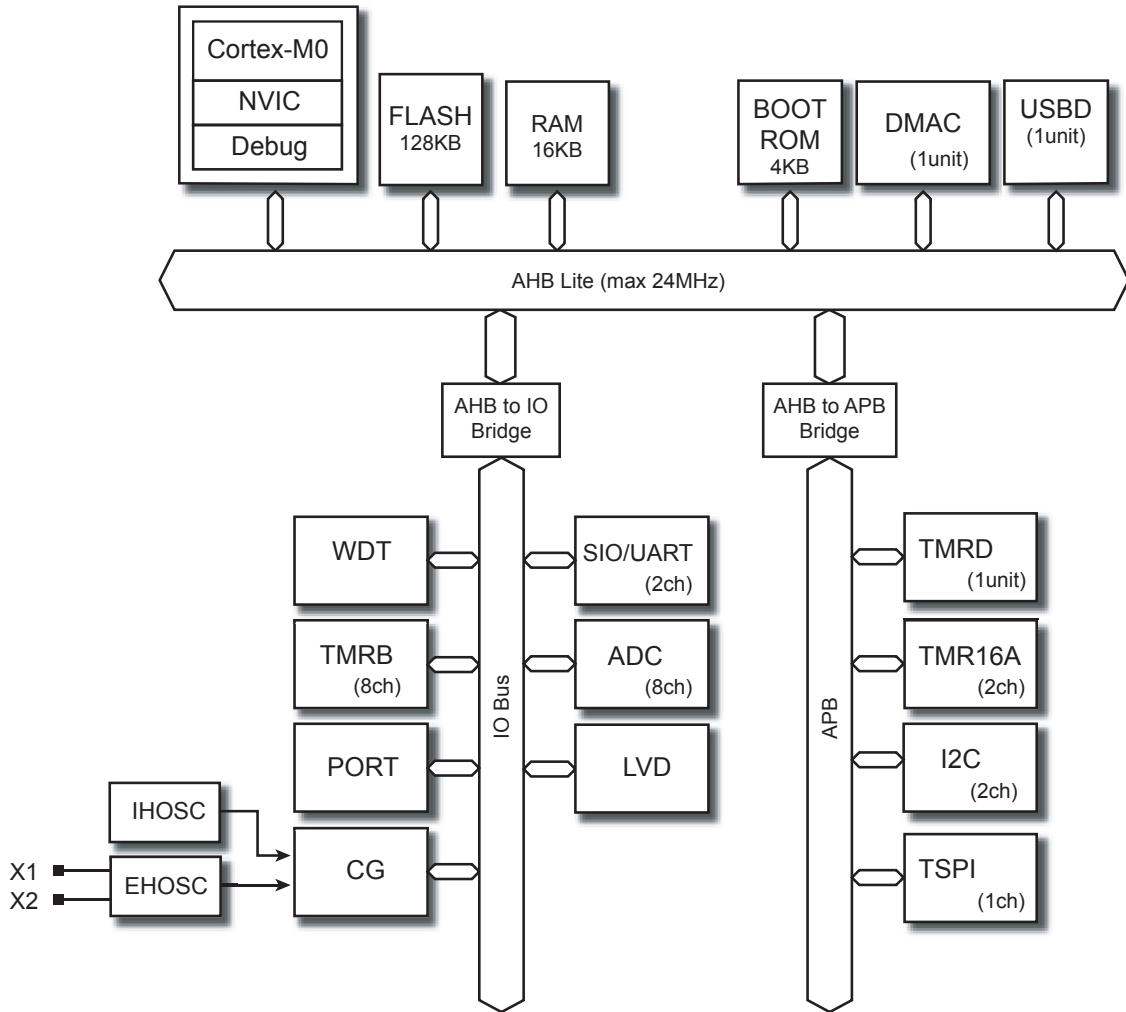 Cortex-M0
NVIC
Debug
FLASH
128KB
RAM
16KB
BOOT
ROM
4KB
DMAC
(1unit)
USBD
(1unit)
AHB Lite (max 24MHz)
AHB to IO
Bridge
AHB to APB
Bridge
WDT
SIO/UART
(2ch)
TMRB
(8ch)
ADC
(8ch)
PORT
LVD
IHOSC
X1
X2
EHOSC
CG
IO Bus
APB
TMRD
(1unit)
TMR16A
(2ch)
I2C
(2ch)
TSPI
(1ch)